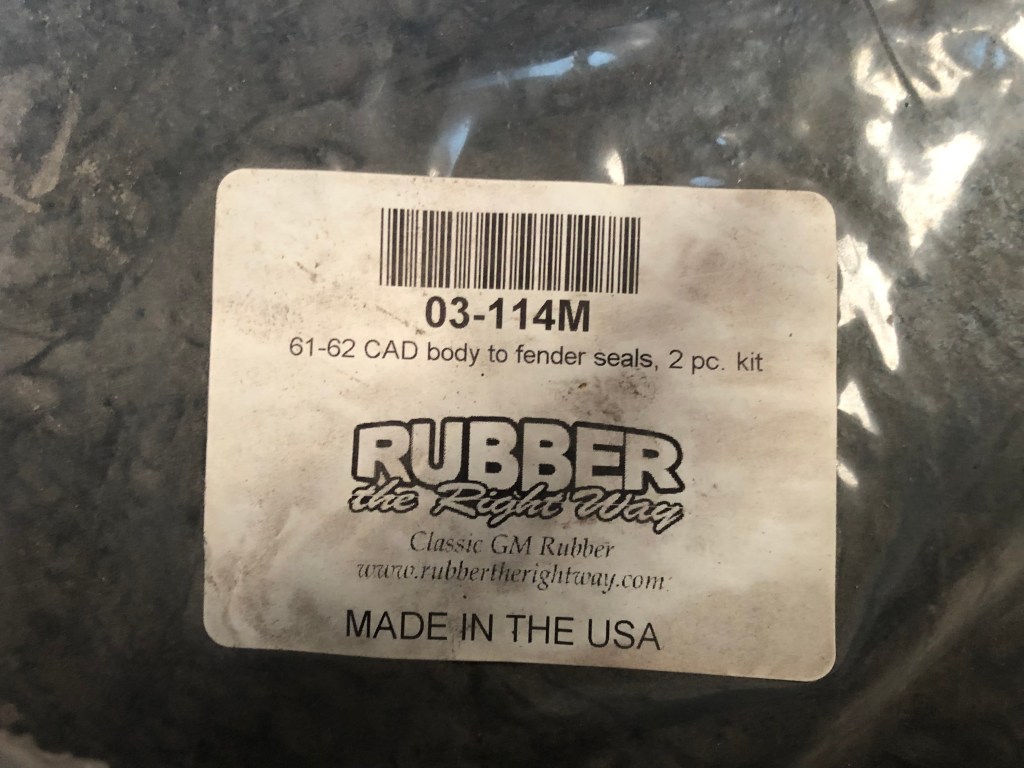 03-114M
61-62 CAD body to fender seals, 2 pc. kit
RUBBER
the Right Way
Classic GM Rubber
www.rubbertherightway.com
MADE IN THE USA